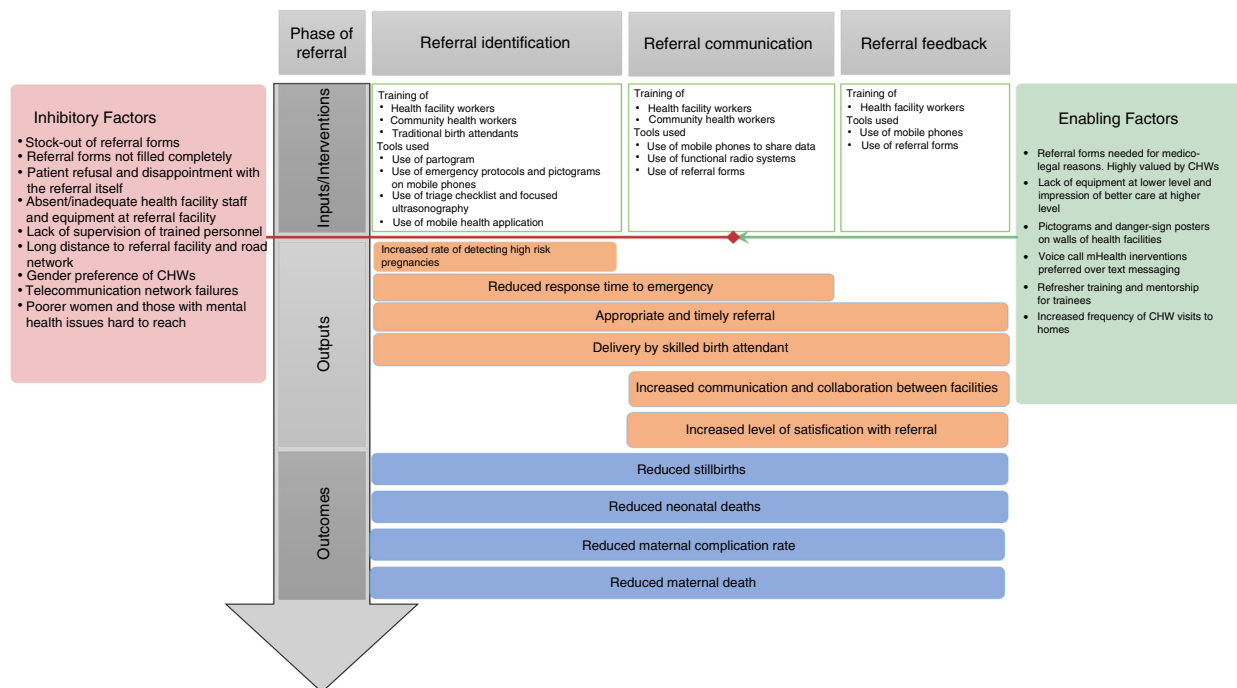 Phase of
referral
Referral identification
Referral communication
Referral feedback
Inhibitory Factors
• Stock-out of referral forms
• Referral forms not filled completely
• Patient refusal and disappointment with
the referral itself
• Absent/inadequate health facility staff
and equipment at referral facility
• Lack of supervision of trained personnel
• Long distance to referral facility and road
network
• Gender preference of CHWs
• Telecommunication network failures
• Poorer women and those with mental
health issues hard to reach
Inputs/Interventions
Training of
• Health facility workers
• Community health workers
• Traditional birth attendants
Tools used
• Use of partogram
• Use of emergency protocols and pictograms
on mobile phones
• Use of triage checklist and focused
ultrasonography
• Use of mobile health application
Training of
• Health facility workers
• Community health workers
Tools used
• Use of mobile phones to share data
• Use of functional radio systems
• Use of referral forms
Training of
• Health facility workers
Tools used
• Use of mobile phones
• Use of referral forms
Enabling Factors
• Referral forms needed for medico-
legal reasons. Highly valued by CHWs
• Lack of equipment at lower level and
impression of better care at higher
level
• Pictograms and danger-sign posters
on walls of health facilities
• Voice call mHealth inerventions
preferred over text messaging
• Refresher training and mentorship
for trainees
• Increased frequency of CHW visits to
homes
Outputs
Increased rate of detecting high risk
pregnancies
Reduced response time to emergency
Appropriate and timely referral
Delivery by skilled birth attendant
Increased communication and collaboration between facilities
Increased level of satisfication with referral
Outcomes
Reduced stillbirths
Reduced neonatal deaths
Reduced maternal complication rate
Reduced maternal death